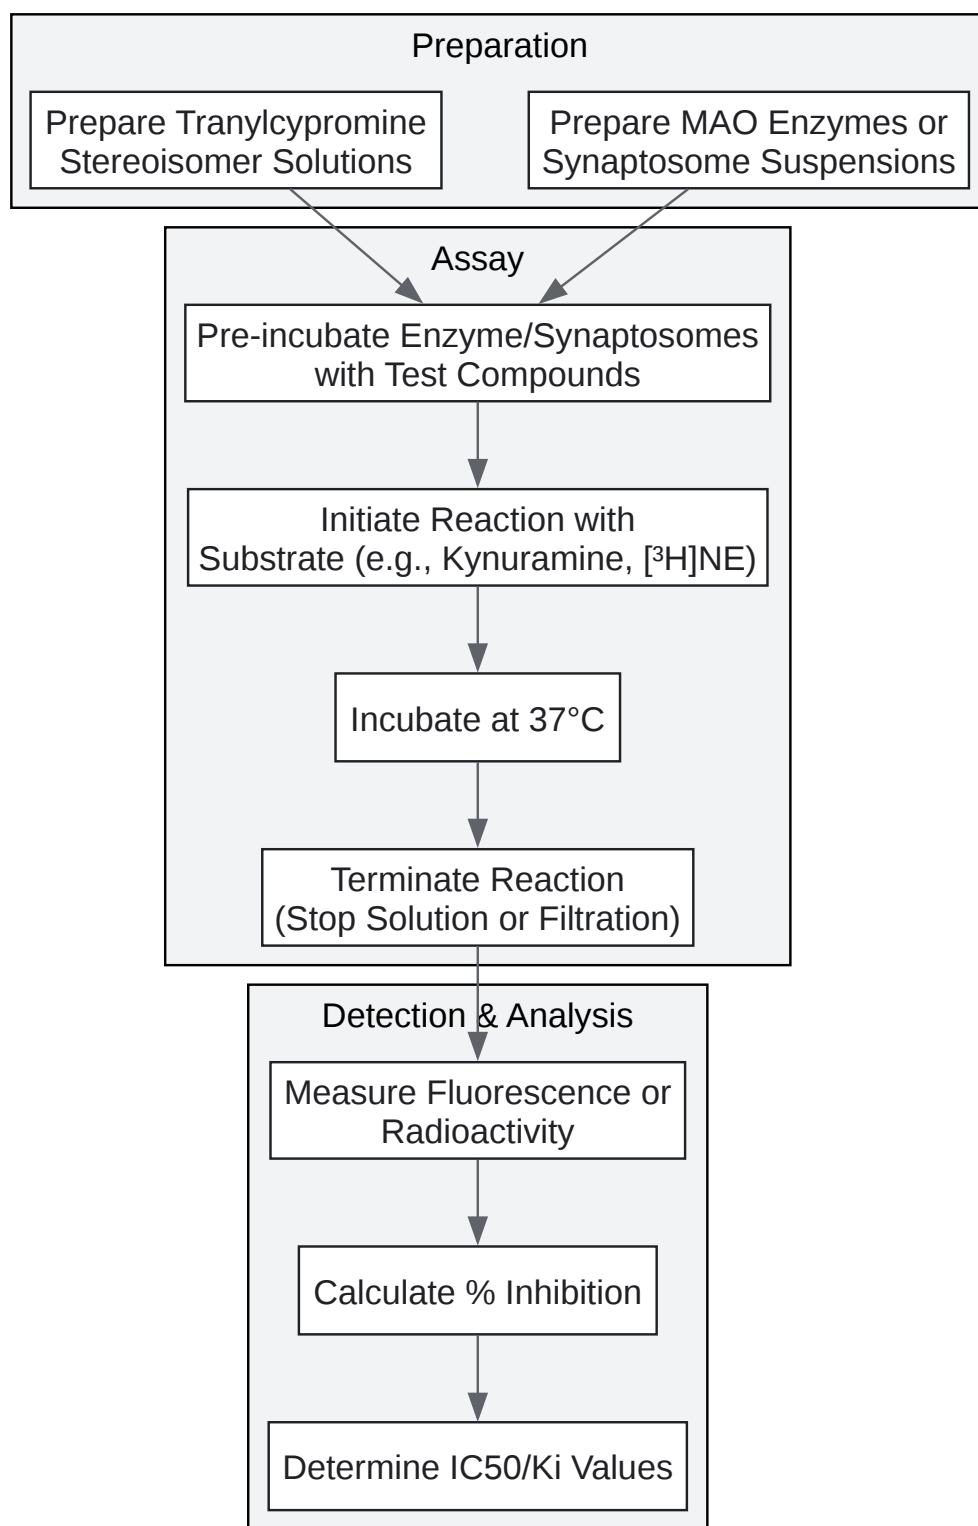 Preparation
Prepare Tranylcypromine
Stereoisomer Solutions
Prepare MAO Enzymes or
Synaptosome Suspensions
Assay
Pre-incubate Enzyme/Synaptosomes
with Test Compounds
Initiate Reaction with
Substrate (e.g., Kynuramine, [³H]NE)
Incubate at 37°C
Terminate Reaction
(Stop Solution or Filtration)
Detection & Analysis
Measure Fluorescence or
Radioactivity
Calculate % Inhibition
Determine IC50/Ki Values